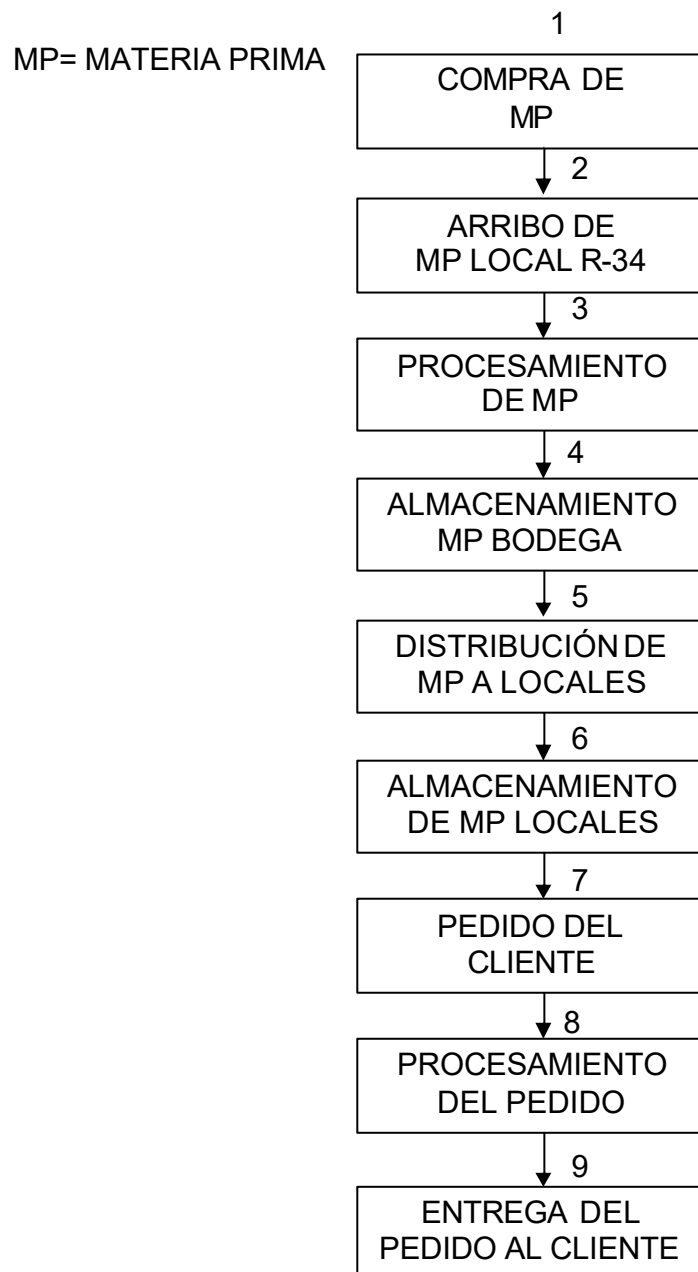 1
MP= MATERIA PRIMA
COMPRA DE
MP
2
ARRIBO DE
MP LOCAL R-34
3
PROCESAMIENTO
DE MP
4
ALMACENAMIENTO
MP BODEGA
5
DISTRIBUCIÓN DE
MP A LOCALES
6
ALMACENAMIENTO
DE MP LOCALES
7
PEDIDO DEL
CLIENTE
8
PROCESAMIENTO
DEL PEDIDO
9
ENTREGA DEL
PEDIDO AL CLIENTE